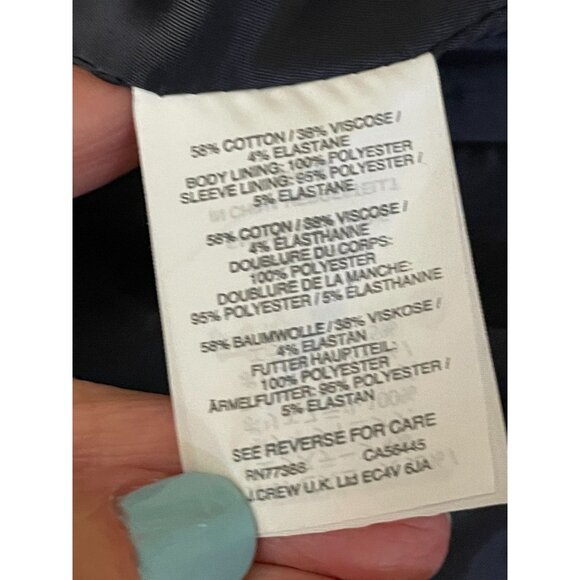 58% COTTON / 38% VISCOSE /
4% ELASTANE
BODY LINING: 100% POLYESTER
SLEEVE LINING: 95% POLYESTER /
5% ELASTANE
58% COTON / 38% VISCOSE /
4% ÉLASTHANNE
DOUBLURE DU CORPS:
100% POLYESTER
DOUBLURE DE LA MANCHE:
95% POLYESTER / 5% ÉLASTHANNE
58% BAUMWOLLE / 38% VISKOSE /
4% ELASTAN
FUTTER HAUPTTEIL:
100% POLYESTER
ÄRMELFUTTER: 95% POLYESTER /
5% ELASTAN
SEE REVERSE FOR CARE
RN77388 CA56445
J.CREW U.K. Ltd EC4V 6JA